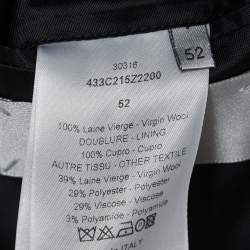 30316
433C215Z2200
52
52
100% Laine Vierge - Virgin Wool
DOUBLURE - LINING
100% Cupro - Cupro
AUTRE TISSU - OTHER TEXTILE
39% Laine Vierge - Virgin Wool
29% Polyester - Polyester
29% Viscose - Viscose
3% Polyamide - Polyamide
ITALY